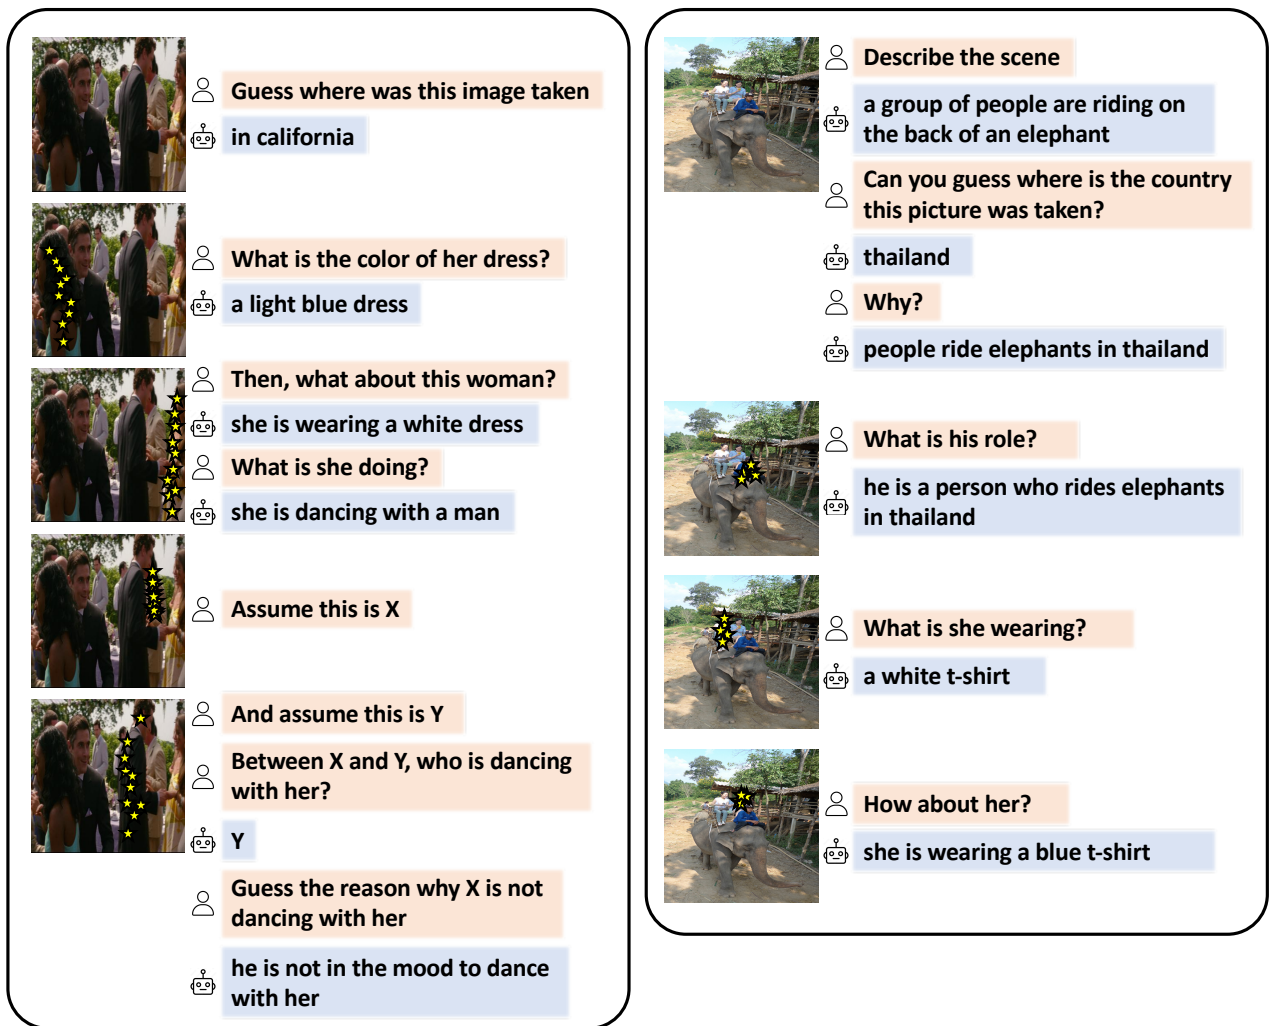 Guess where was this image taken
in california
What is the color of her dress?
a light blue dress
Then, what about this woman?
she is wearing a white dress
What is she doing?
she is dancing with a man
Assume this is X
And assume this is Y
Between X and Y, who is dancing
with her?
Y
Guess the reason why X is not
dancing with her
he is not in the mood to dance
with her
Describe the scene
a group of people are riding on
the back of an elephant
Can you guess where is the country
this picture was taken?
thailand
Why?
people ride elephants in thailand
What is his role?
he is a person who rides elephants
in thailand
What is she wearing?
a white t-shirt
How about her?
she is wearing a blue t-shirt